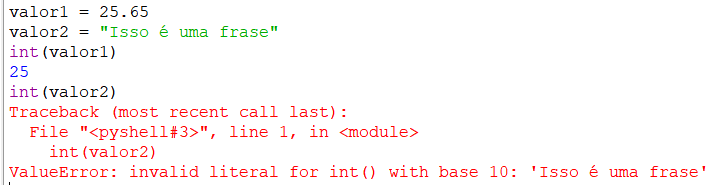 valor1 = 25.65
valor2 = "Isso é uma frase"
int(valor1)
25
int(valor2)
Traceback (most recent call last):
  File "<pyshell#3>", line 1, in <module>
    int(valor2)
ValueError: invalid literal for int() with base 10: 'Isso é uma frase'